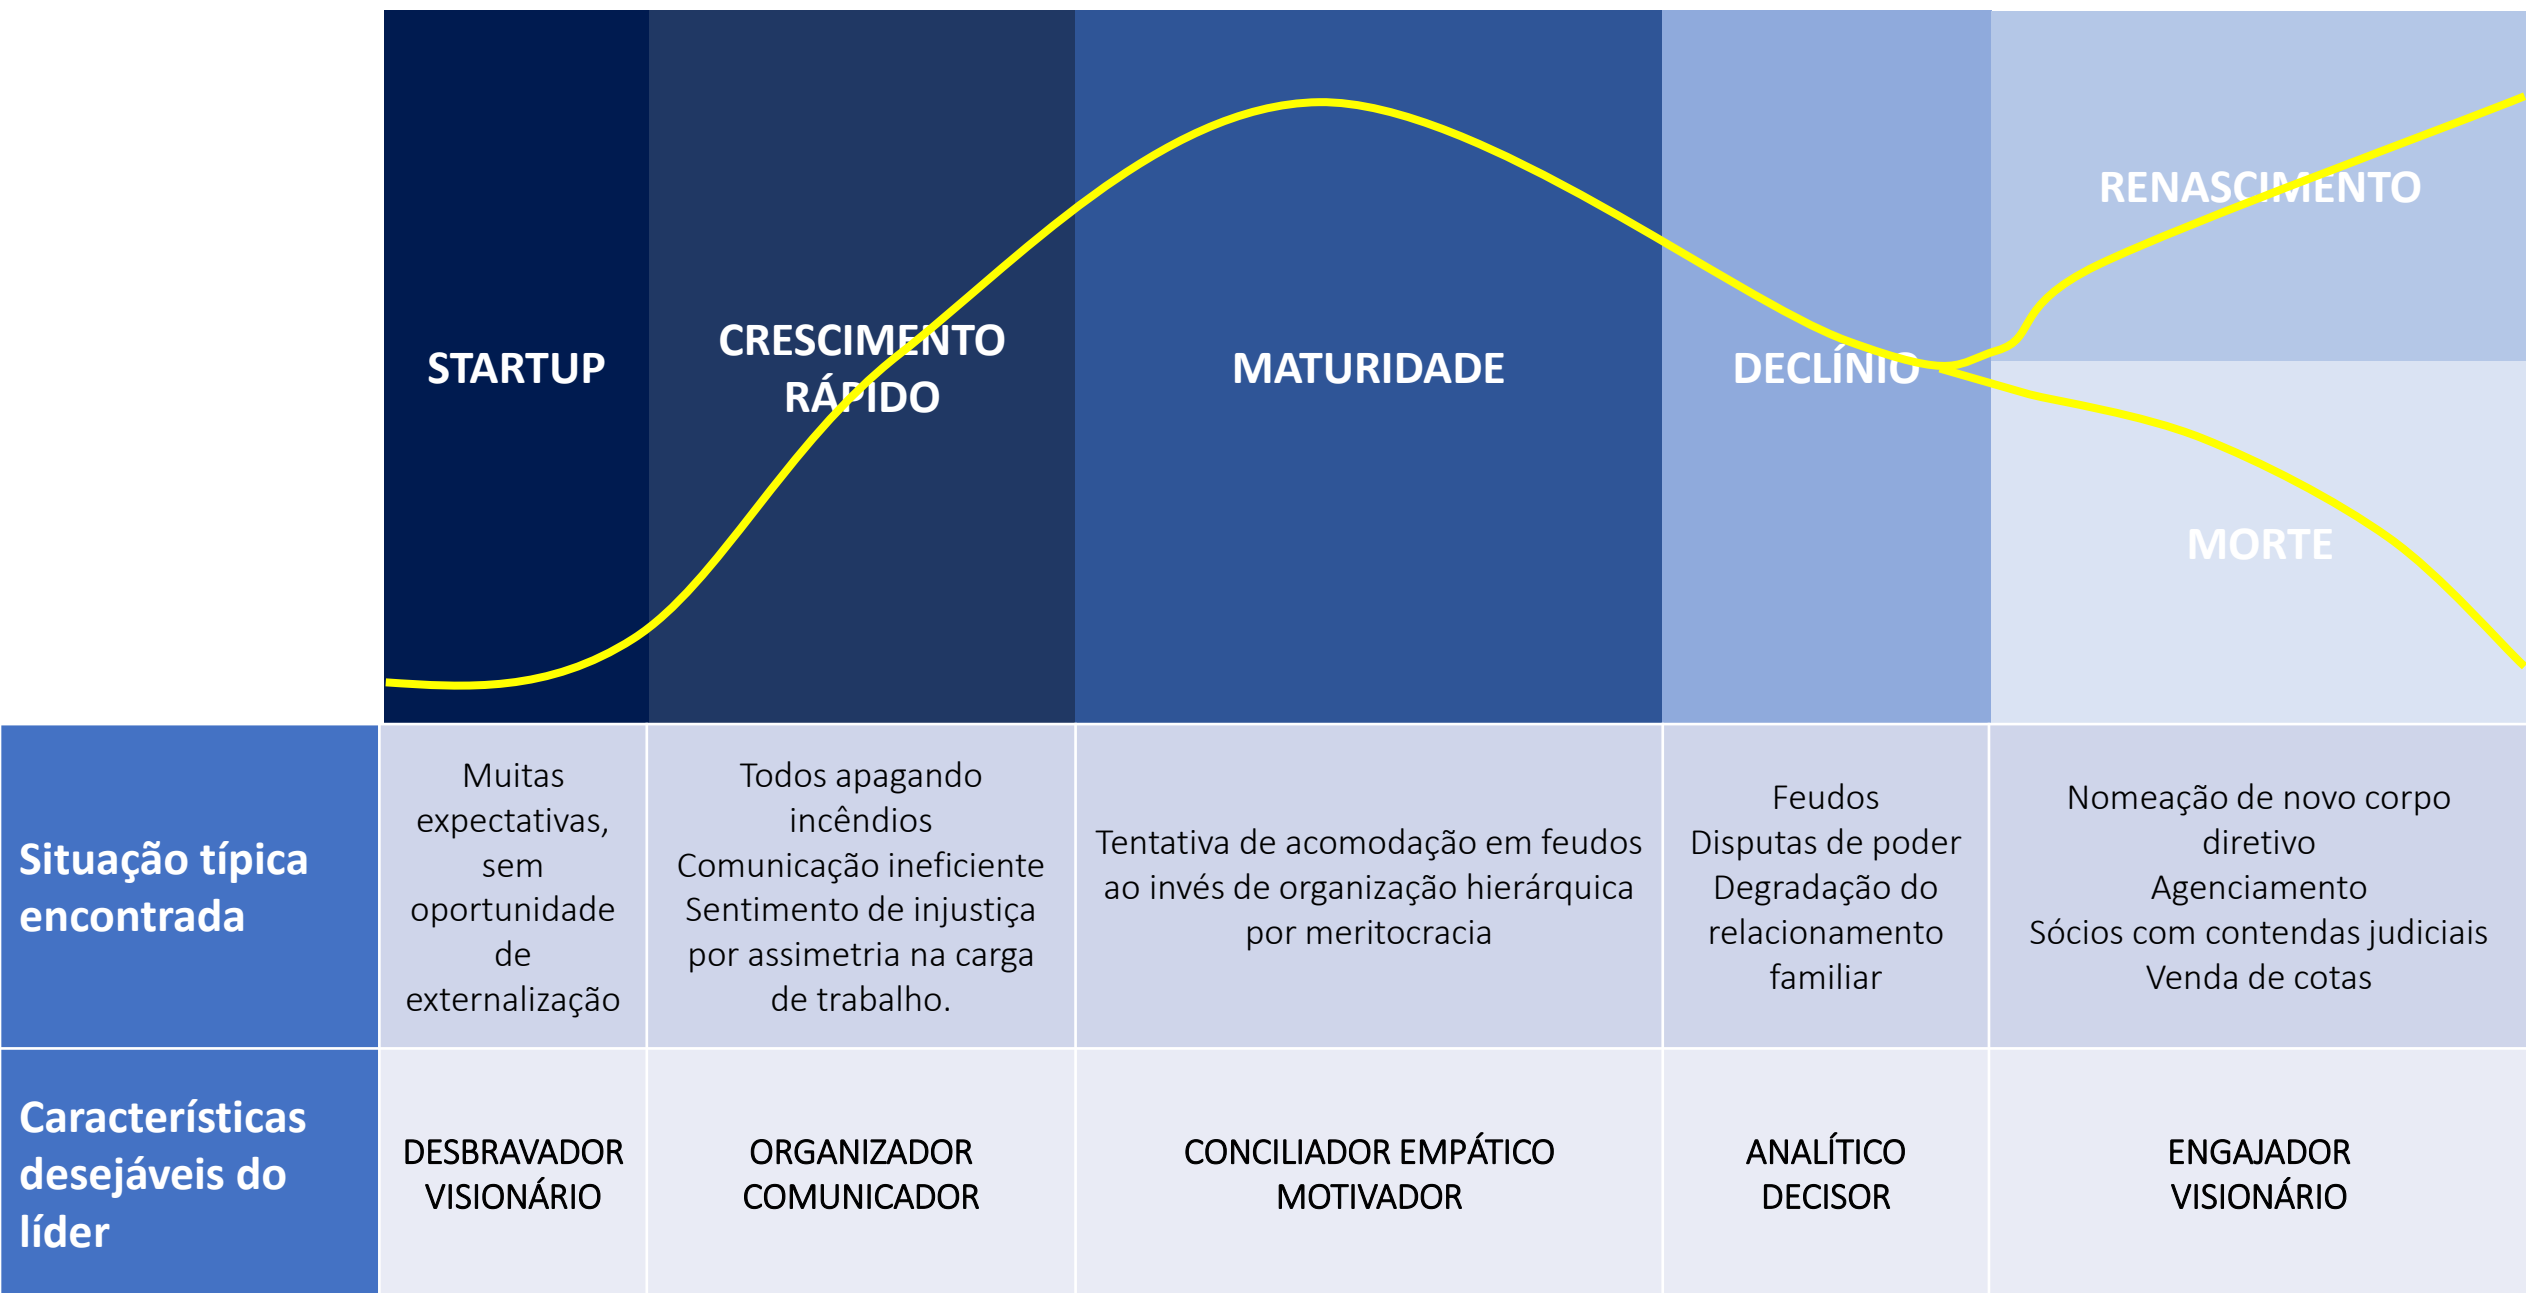 STARTUP
CRESCIMENTO
RÁPIDO
MATURIDADE
DECLÍNIO
RENASCIMENTO
MORTE
Situação típica
encontrada
Muitas
expectativas,
sem
oportunidade
de
externalização
Todos apagando
incêndios
Comunicação ineficiente
Sentimento de injustiça
por assimetria na carga
de trabalho.
Tentativa de acomodação em feudos
ao invés de organização hierárquica
por meritocracia
Feudos
Disputas de poder
Degradação do
relacionamento
familiar
Nomeação de novo corpo
diretivo
Agenciamento
Sócios com contendas judiciais
Venda de cotas
Características
desejáveis do
líder
DESBRAVADOR
VISIONÁRIO
ORGANIZADOR
COMUNICADOR
CONCILIADOR EMPÁTICO
MOTIVADOR
ANALÍTICO
DECISOR
ENGAJADOR
VISIONÁRIO